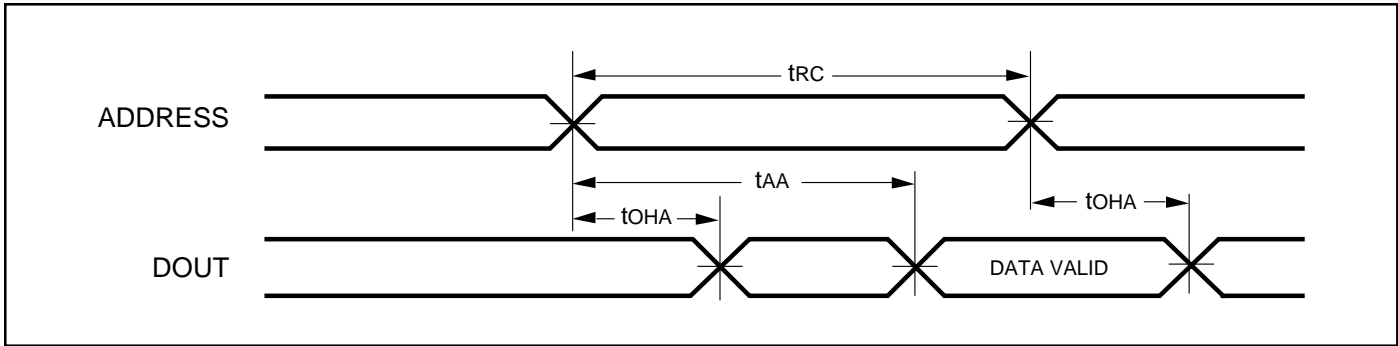 tRC
ADDRESS
tAA
tOHA
tOHA
DOUT
DATA VALID